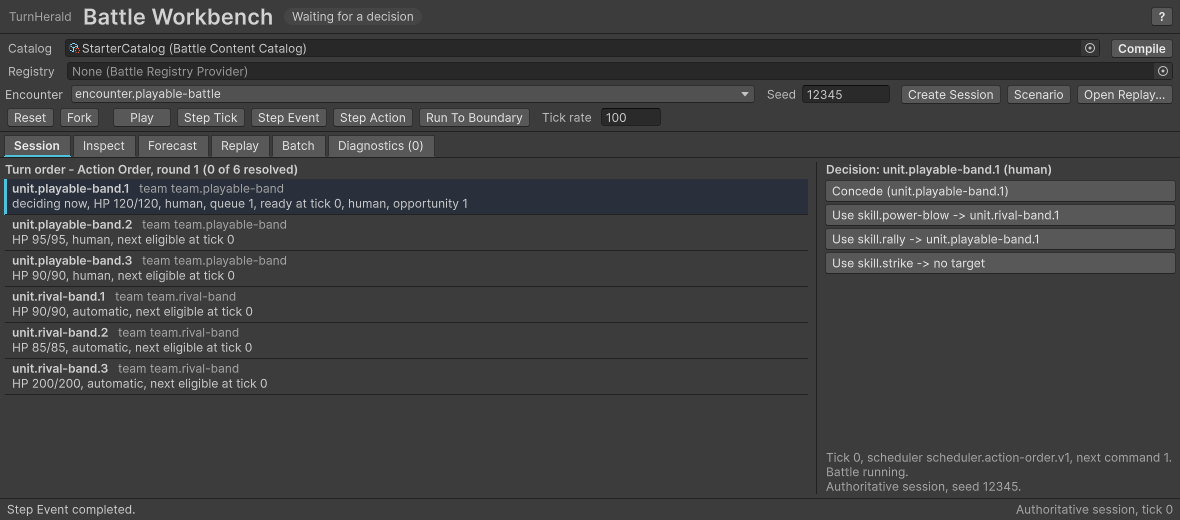 TurnHerald Battle Workbench Waiting for a decision ?
Catalog StarterCatalog (Battle Content Catalog) Compile
Registry None (Battle Registry Provider)
Encounter encounter.playable-battle Seed 12345 Create Session Scenario Open Replay...
Reset Fork Play Step Tick Step Event Step Action Run To Boundary Tick rate 100
Session Inspect Forecast Replay Batch Diagnostics (0)
Turn order – Action Order, round 1 (0 of 6 resolved)
unit.playable-band.1 team team.playable-band
deciding now, HP 120/120, human, queue 1, ready at tick 0, human, opportunity 1
unit.playable-band.2 team team.playable-band
HP 95/95, human, next eligible at tick 0
unit.playable-band.3 team team.playable-band
HP 90/90, human, next eligible at tick 0
unit.rival-band.1 team team.rival-band
HP 90/90, automatic, next eligible at tick 0
unit.rival-band.2 team team.rival-band
HP 85/85, automatic, next eligible at tick 0
unit.rival-band.3 team team.rival-band
HP 200/200, automatic, next eligible at tick 0
Decision: unit.playable-band.1 (human)
Concede (unit.playable-band.1)
Use skill.power-blow -> unit.rival-band.1
Use skill.rally -> unit.playable-band.1
Use skill.strike -> no target
Tick 0, scheduler scheduler.action-order.v1, next command 1.
Battle running.
Authoritative session, seed 12345.
Step Event completed. Authoritative session, tick 0